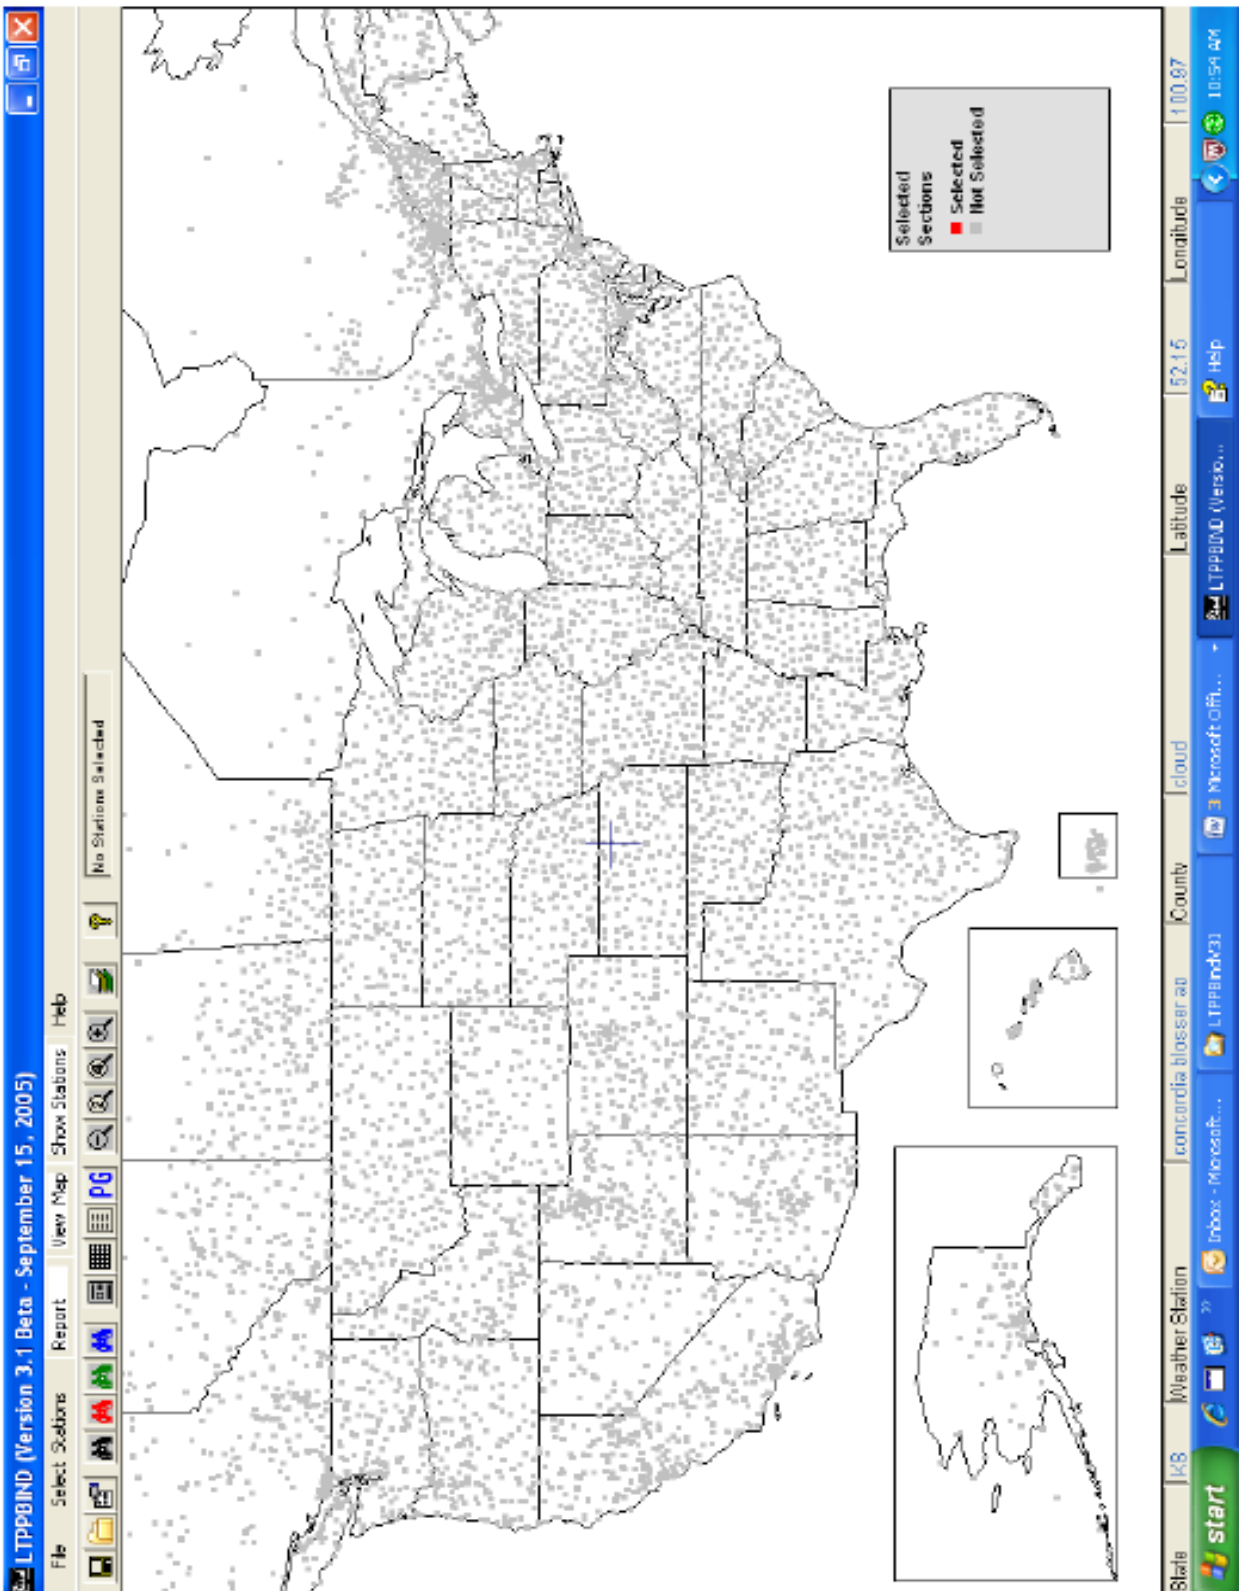 LTPPBIND (Version 3.1 Beta - September 15, 2005)
File Select Stations Report View Map Show Stations Help
PG No Stations Selected
Selected
Sections
Selected
Not Selected
State KS Weather Station concordia blosser ap County cloud Latitude 52.15 Longitude 100.97
start » Inbox - Microsoft... LTPPBindV31 3 Microsoft Offi... LTPPBIND (Versio... Help 10:54 AM